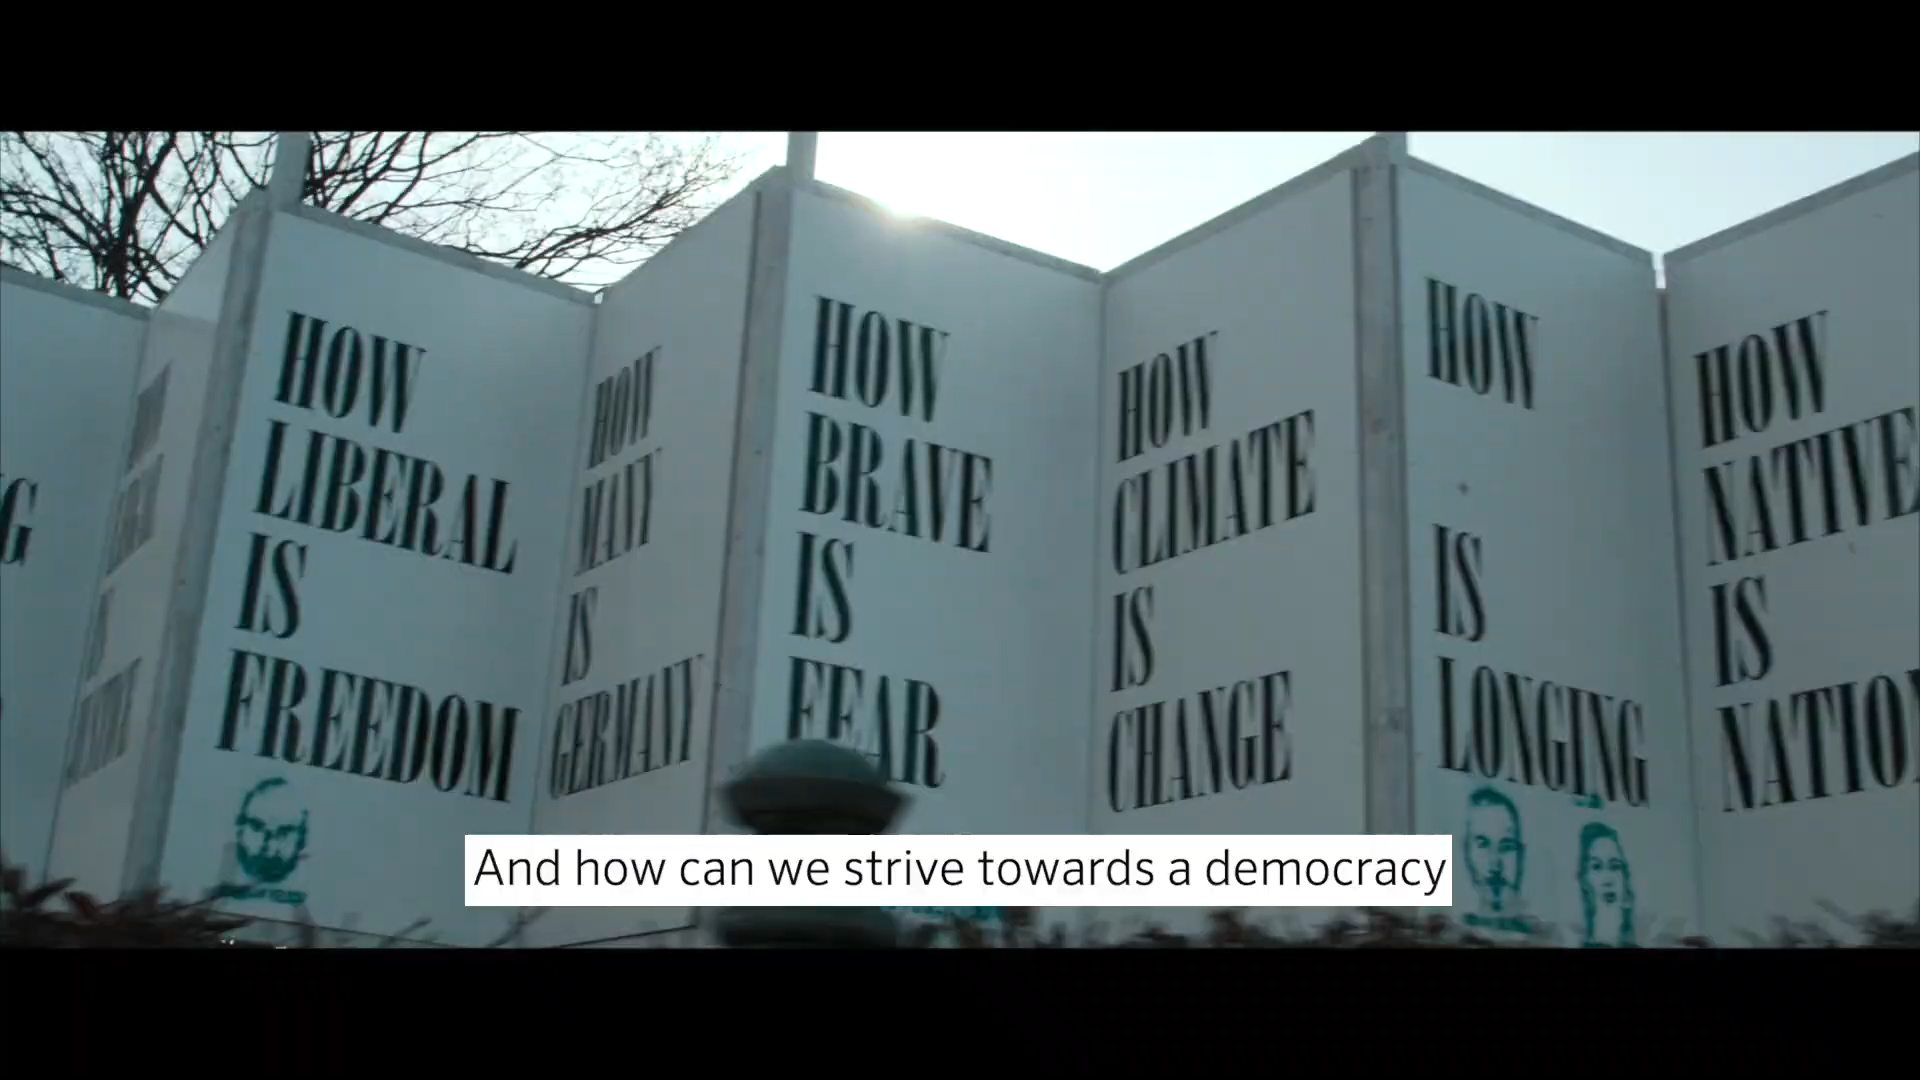 G
HOW
LIBERAL
IS
FREEDOM
HOW
MANY
IS
GERMANY
HOW
BRAVE
IS
FEAR
HOW
CLIMATE
IS
CHANGE
HOW
IS
LONGING
HOW
NATIVE
IS
NATIO
And how can we strive towards a democracy